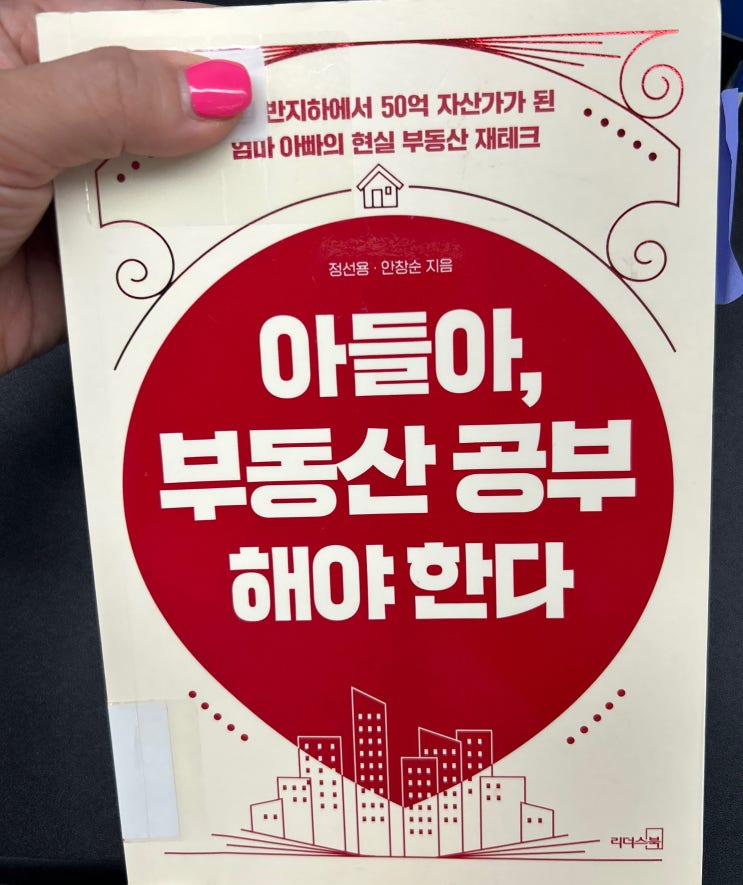 반지하에서 50억 자산가가 된
엄마 아빠의 현실 부동산 재테크
정선용 · 안창순 지음
아들아,
부동산 공부
해야 한다
리더스북